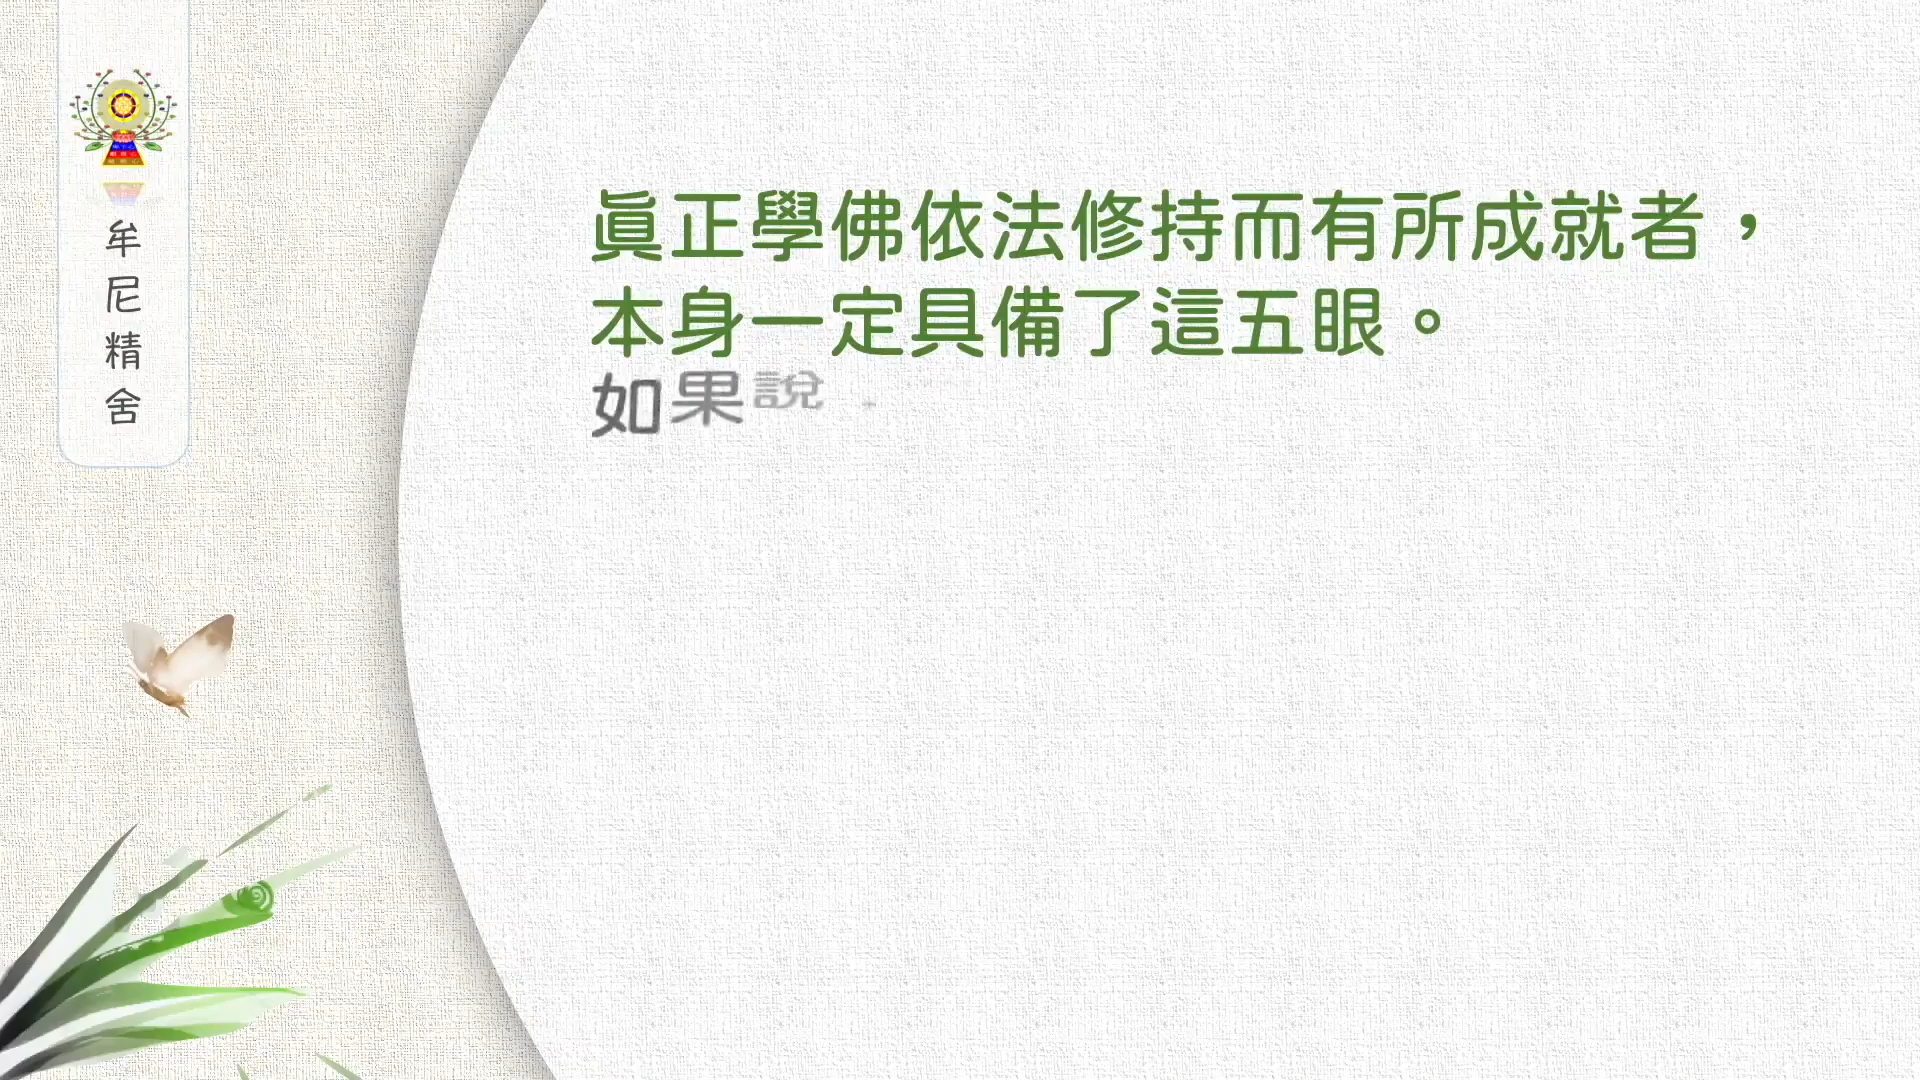 牟尼精舍
眞正學佛依法修持而有所成就者，
本身一定具備了這五眼。
如果說